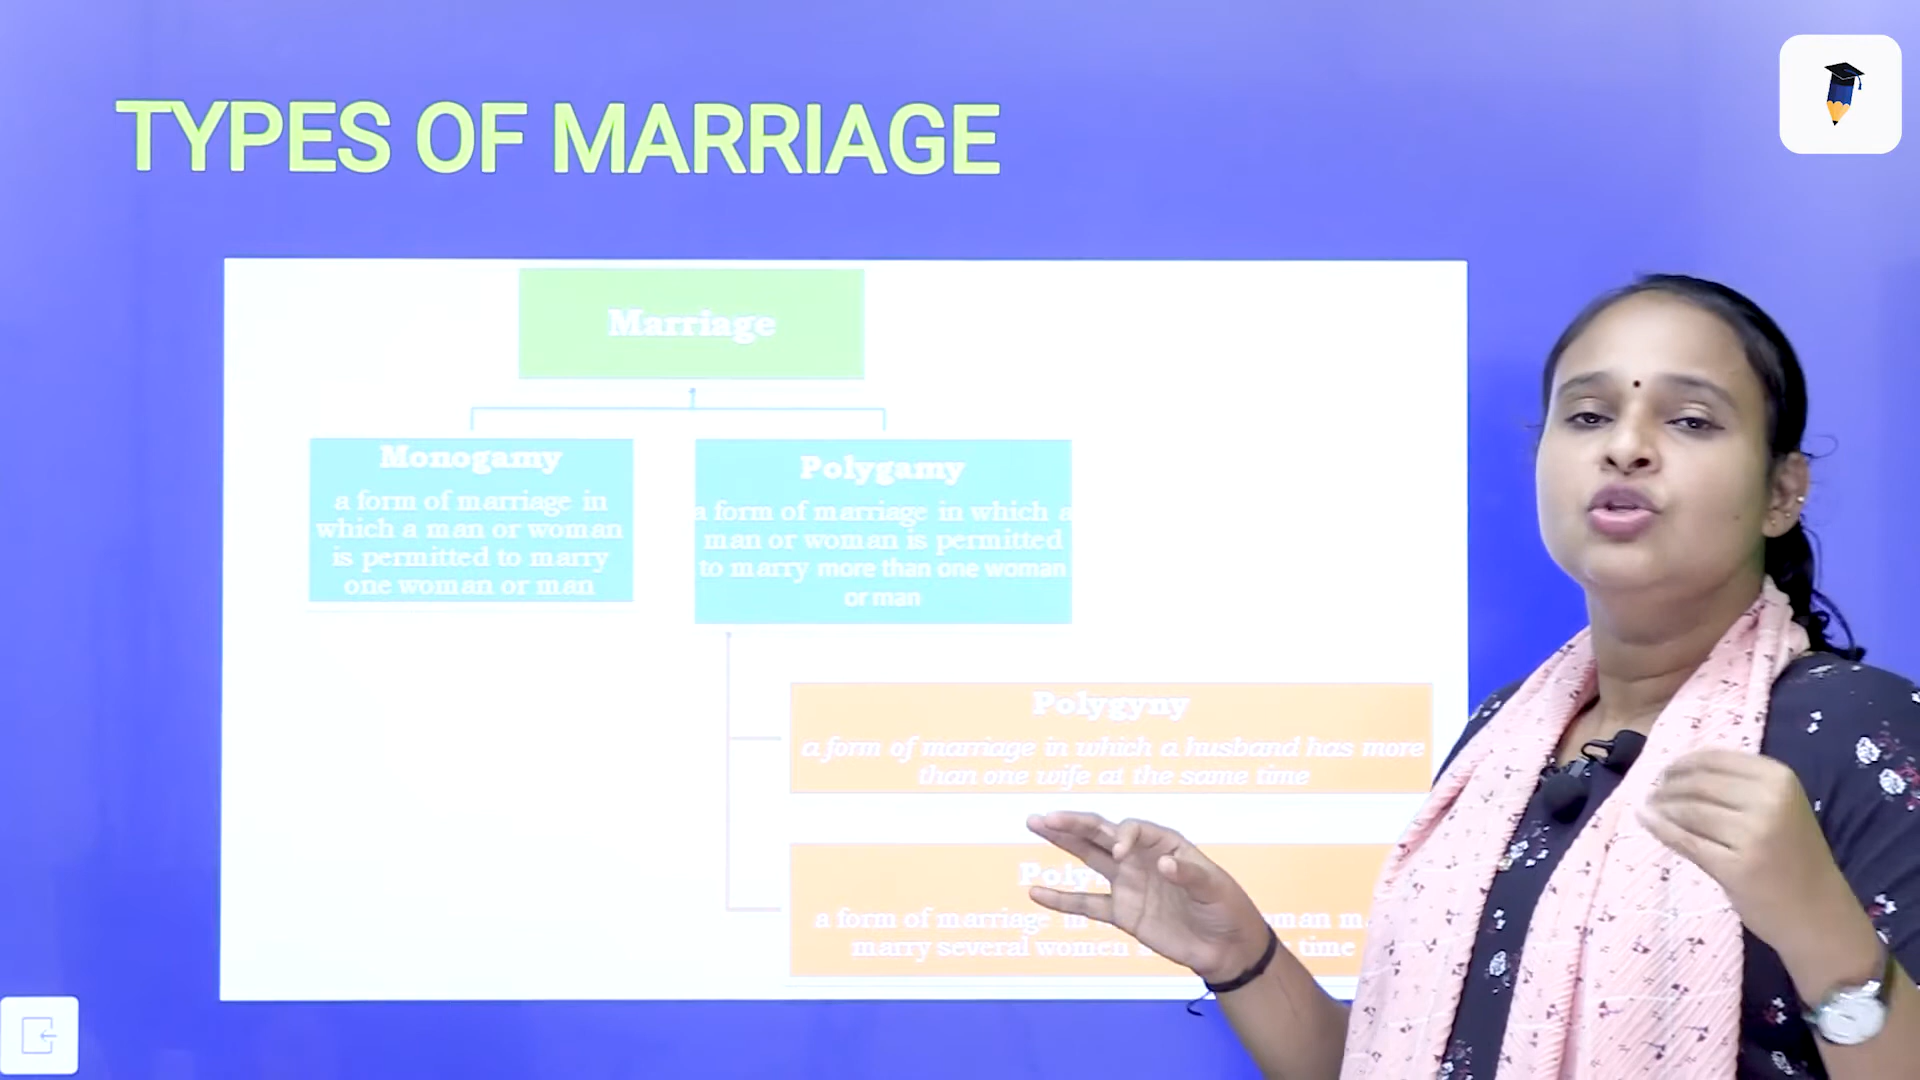 TYPES OF MARRIAGE
Marriage
Monogamy
a form of marriage in
which a man or woman
is permitted to marry
one woman or man
Polygamy
a form of marriage in which a
man or woman is permitted
to marry more than one woman
or man
Polygyny
a form of marriage in which a husband has more
than one wife at the same time
a form of marriage in
marry several women time